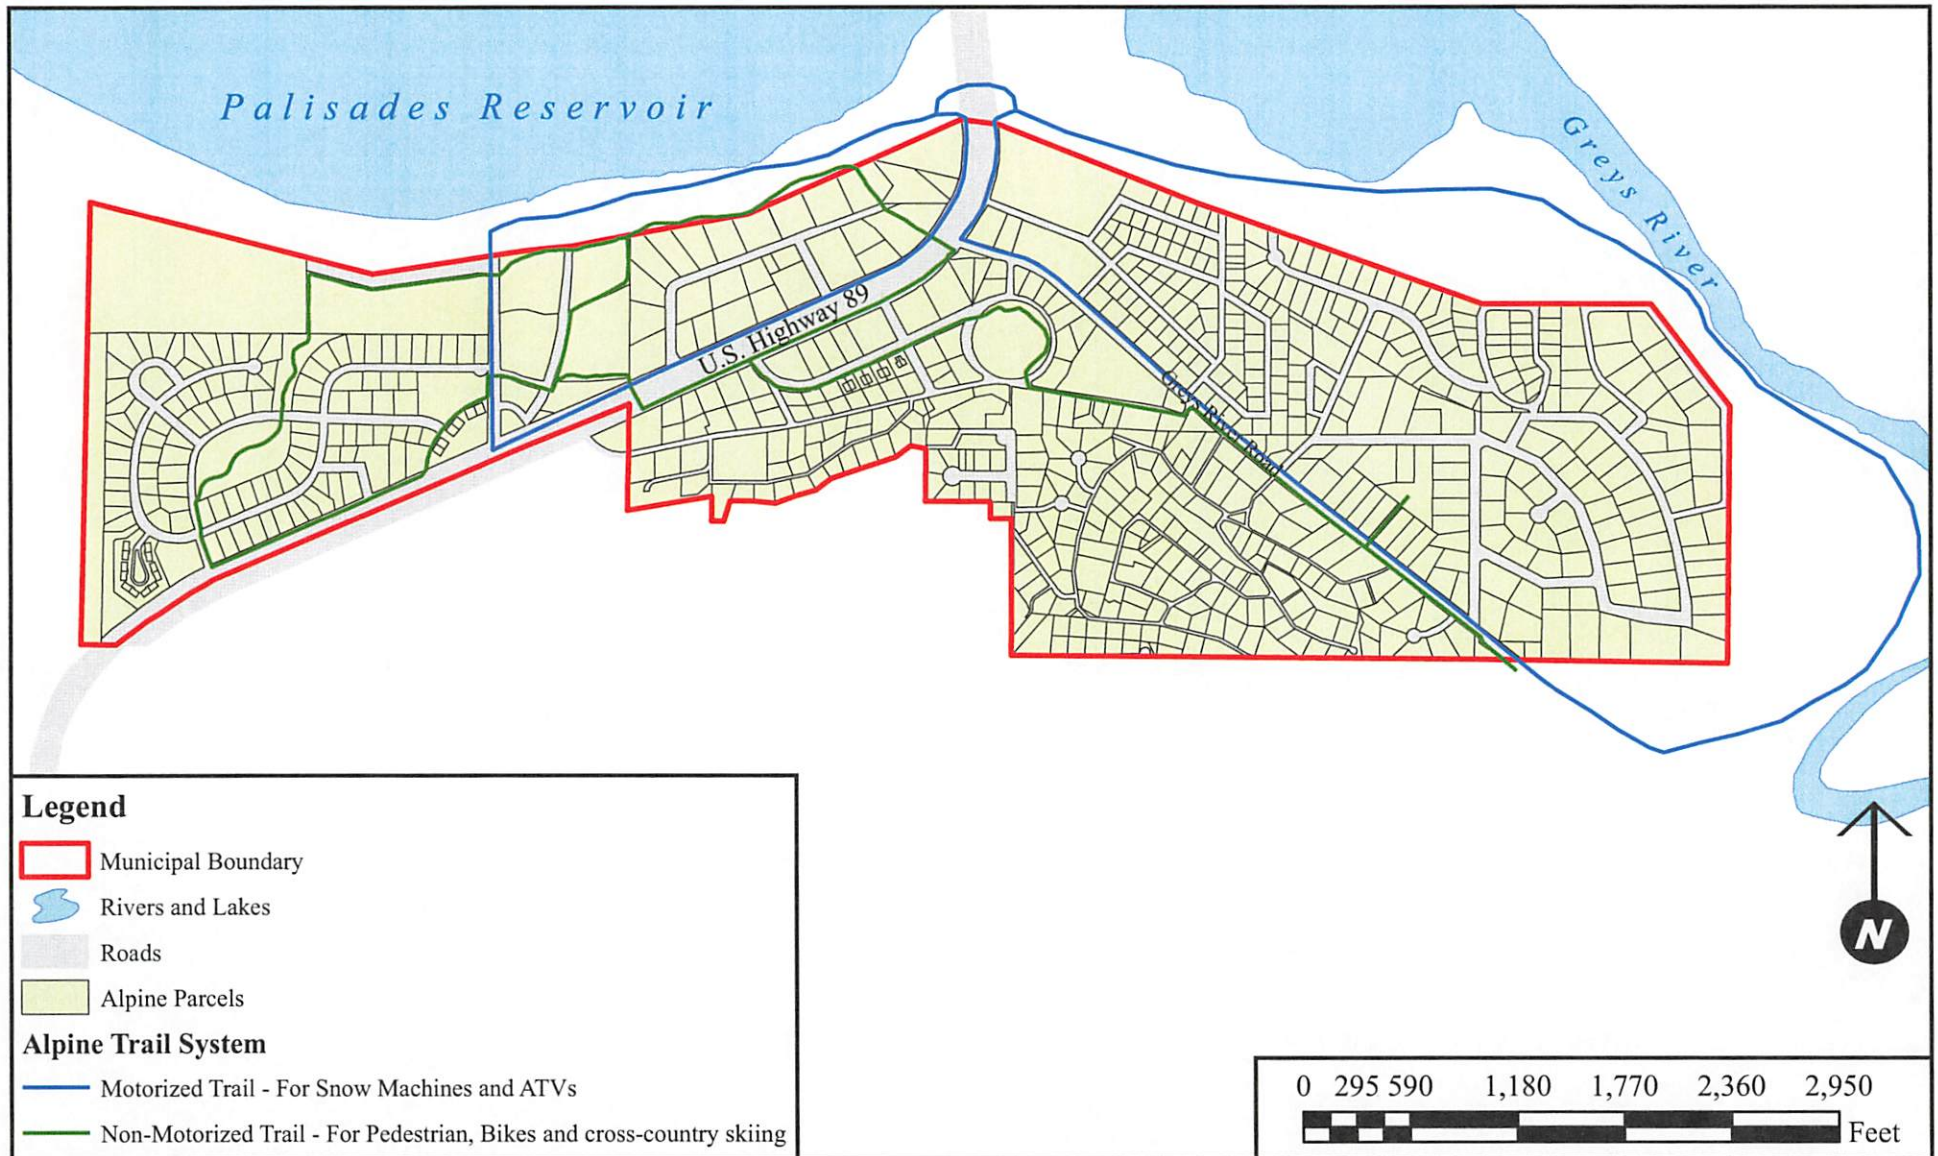 Palisades Reservoir
Greys River
U.S. Highway 89
Greys River Road
Legend
Municipal Boundary
Rivers and Lakes
Roads
Alpine Parcels
Alpine Trail System
Motorized Trail - For Snow Machines and ATVs
Non-Motorized Trail - For Pedestrian, Bikes and cross-country skiing
N
0 295 590 1,180 1,770 2,360 2,950
Feet